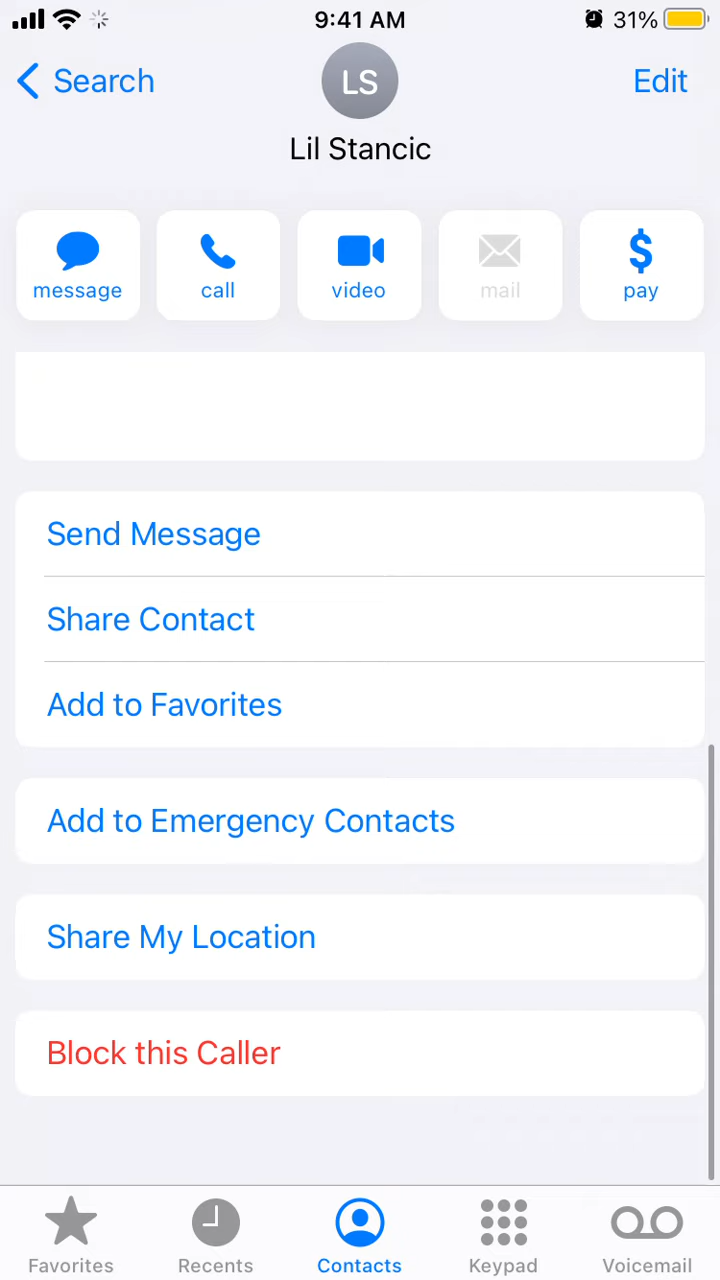 9:41 AM 31%
Search LS Edit
Lil Stancic
message call video mail $ pay
Send Message
Share Contact
Add to Favorites
Add to Emergency Contacts
Share My Location
Block this Caller
Favorites Recents Contacts Keypad Voicemail